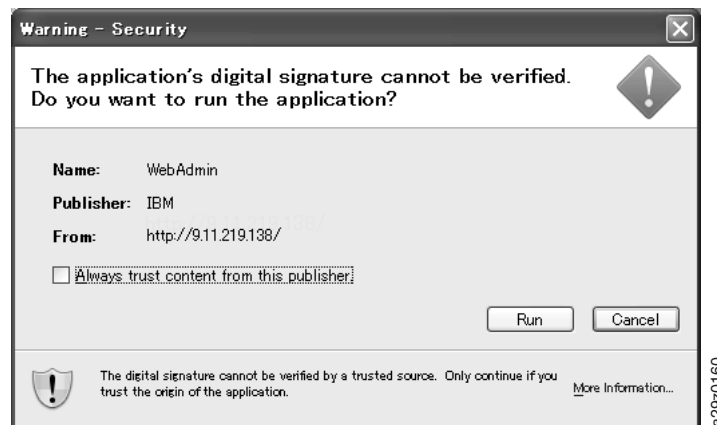 Warning - Security
The application's digital signature cannot be verified.
Do you want to run the application?
Name: WebAdmin
Publisher: IBM
From: http://9.11.219.138/
Always trust content from this publisher.
Run Cancel
The digital signature cannot be verified by a trusted source. Only continue if you
trust the origin of the application.
More Information...